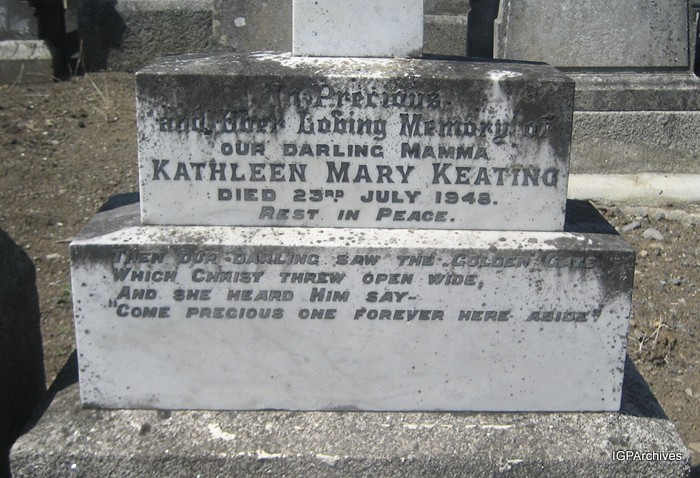 In Precious
and Ever Loving Memory of
OUR DARLING MAMMA
KATHLEEN MARY KEATING
DIED 23RD JULY 1948.
REST IN PEACE.
THEN OUR DARLING SAW THE GOLDEN GATE
WHICH CHRIST THREW OPEN WIDE,
AND SHE HEARD HIM SAY-
"COME PRECIOUS ONE FOREVER HERE ABIDE"
IGPArchives